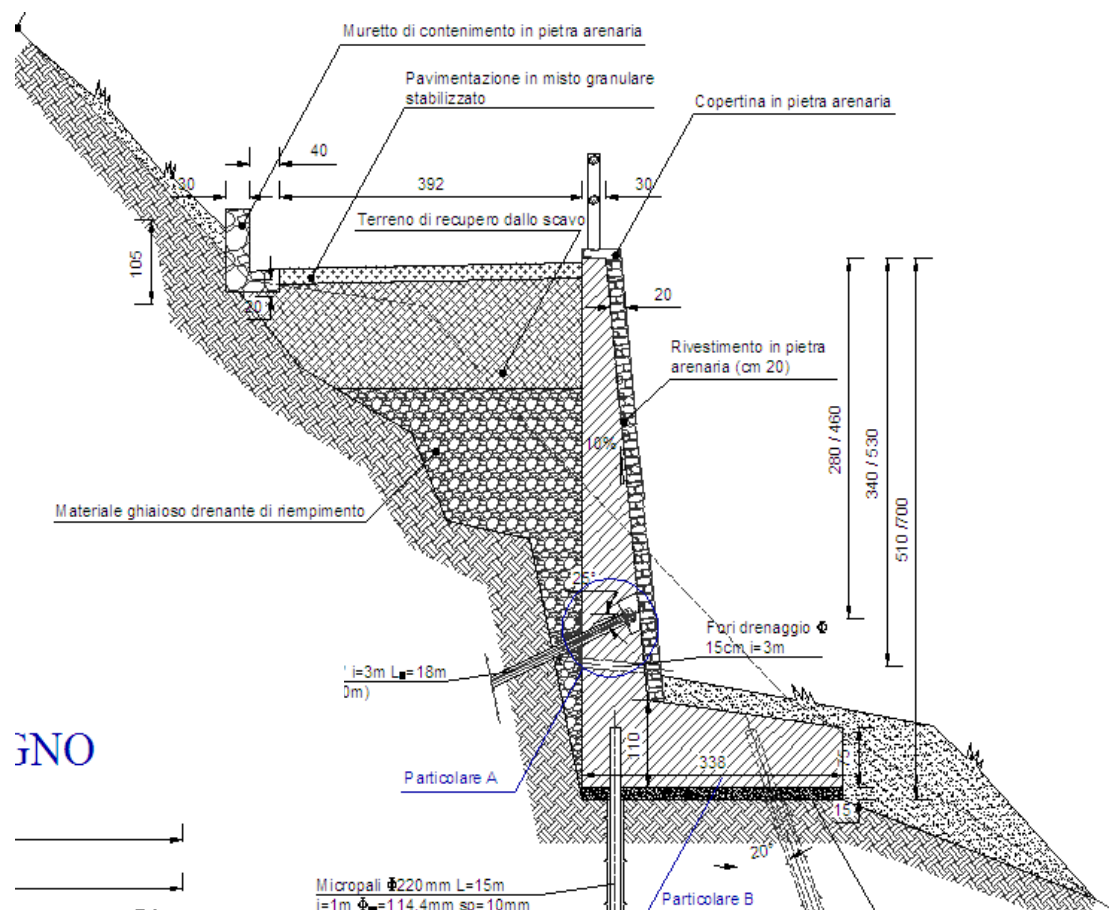 Muretto di contenimento in pietra arenaria
Pavimentazione in misto granulare
stabilizzato
Copertina in pietra arenaria
40
30
392
30
Terreno di recupero dallo scavo
105
20
20
Rivestimento in pietra
arenaria (cm 20)
10%
280 / 460
340 / 530
510 /700
Materiale ghiaioso drenante di riempimento
25°
Fori drenaggio Φ
15cm i=3m
i=3m L =18m
0m)
GNO
110
338
75
Particolare A
15
20°
Micropali Φ220mm L=15m
i=1m Φ =114.4mm sp=10mm
Particolare B